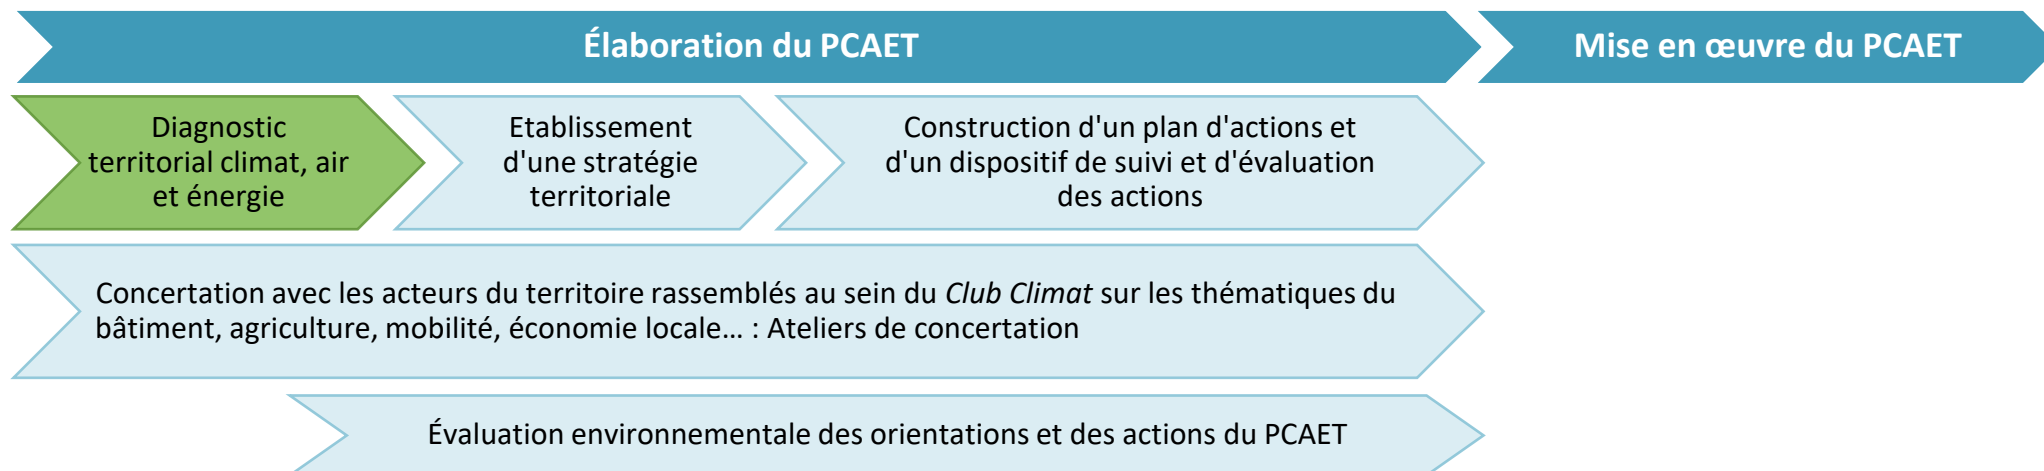 Élaboration du PCAET
Mise en œuvre du PCAET
Diagnostic
territorial climat, air
et énergie
Etablissement
d'une stratégie
territoriale
Construction d'un plan d'actions et
d'un dispositif de suivi et d'évaluation
des actions
Concertation avec les acteurs du territoire rassemblés au sein du Club Climat sur les thématiques du
bâtiment, agriculture, mobilité, économie locale… : Ateliers de concertation
Évaluation environnementale des orientations et des actions du PCAET